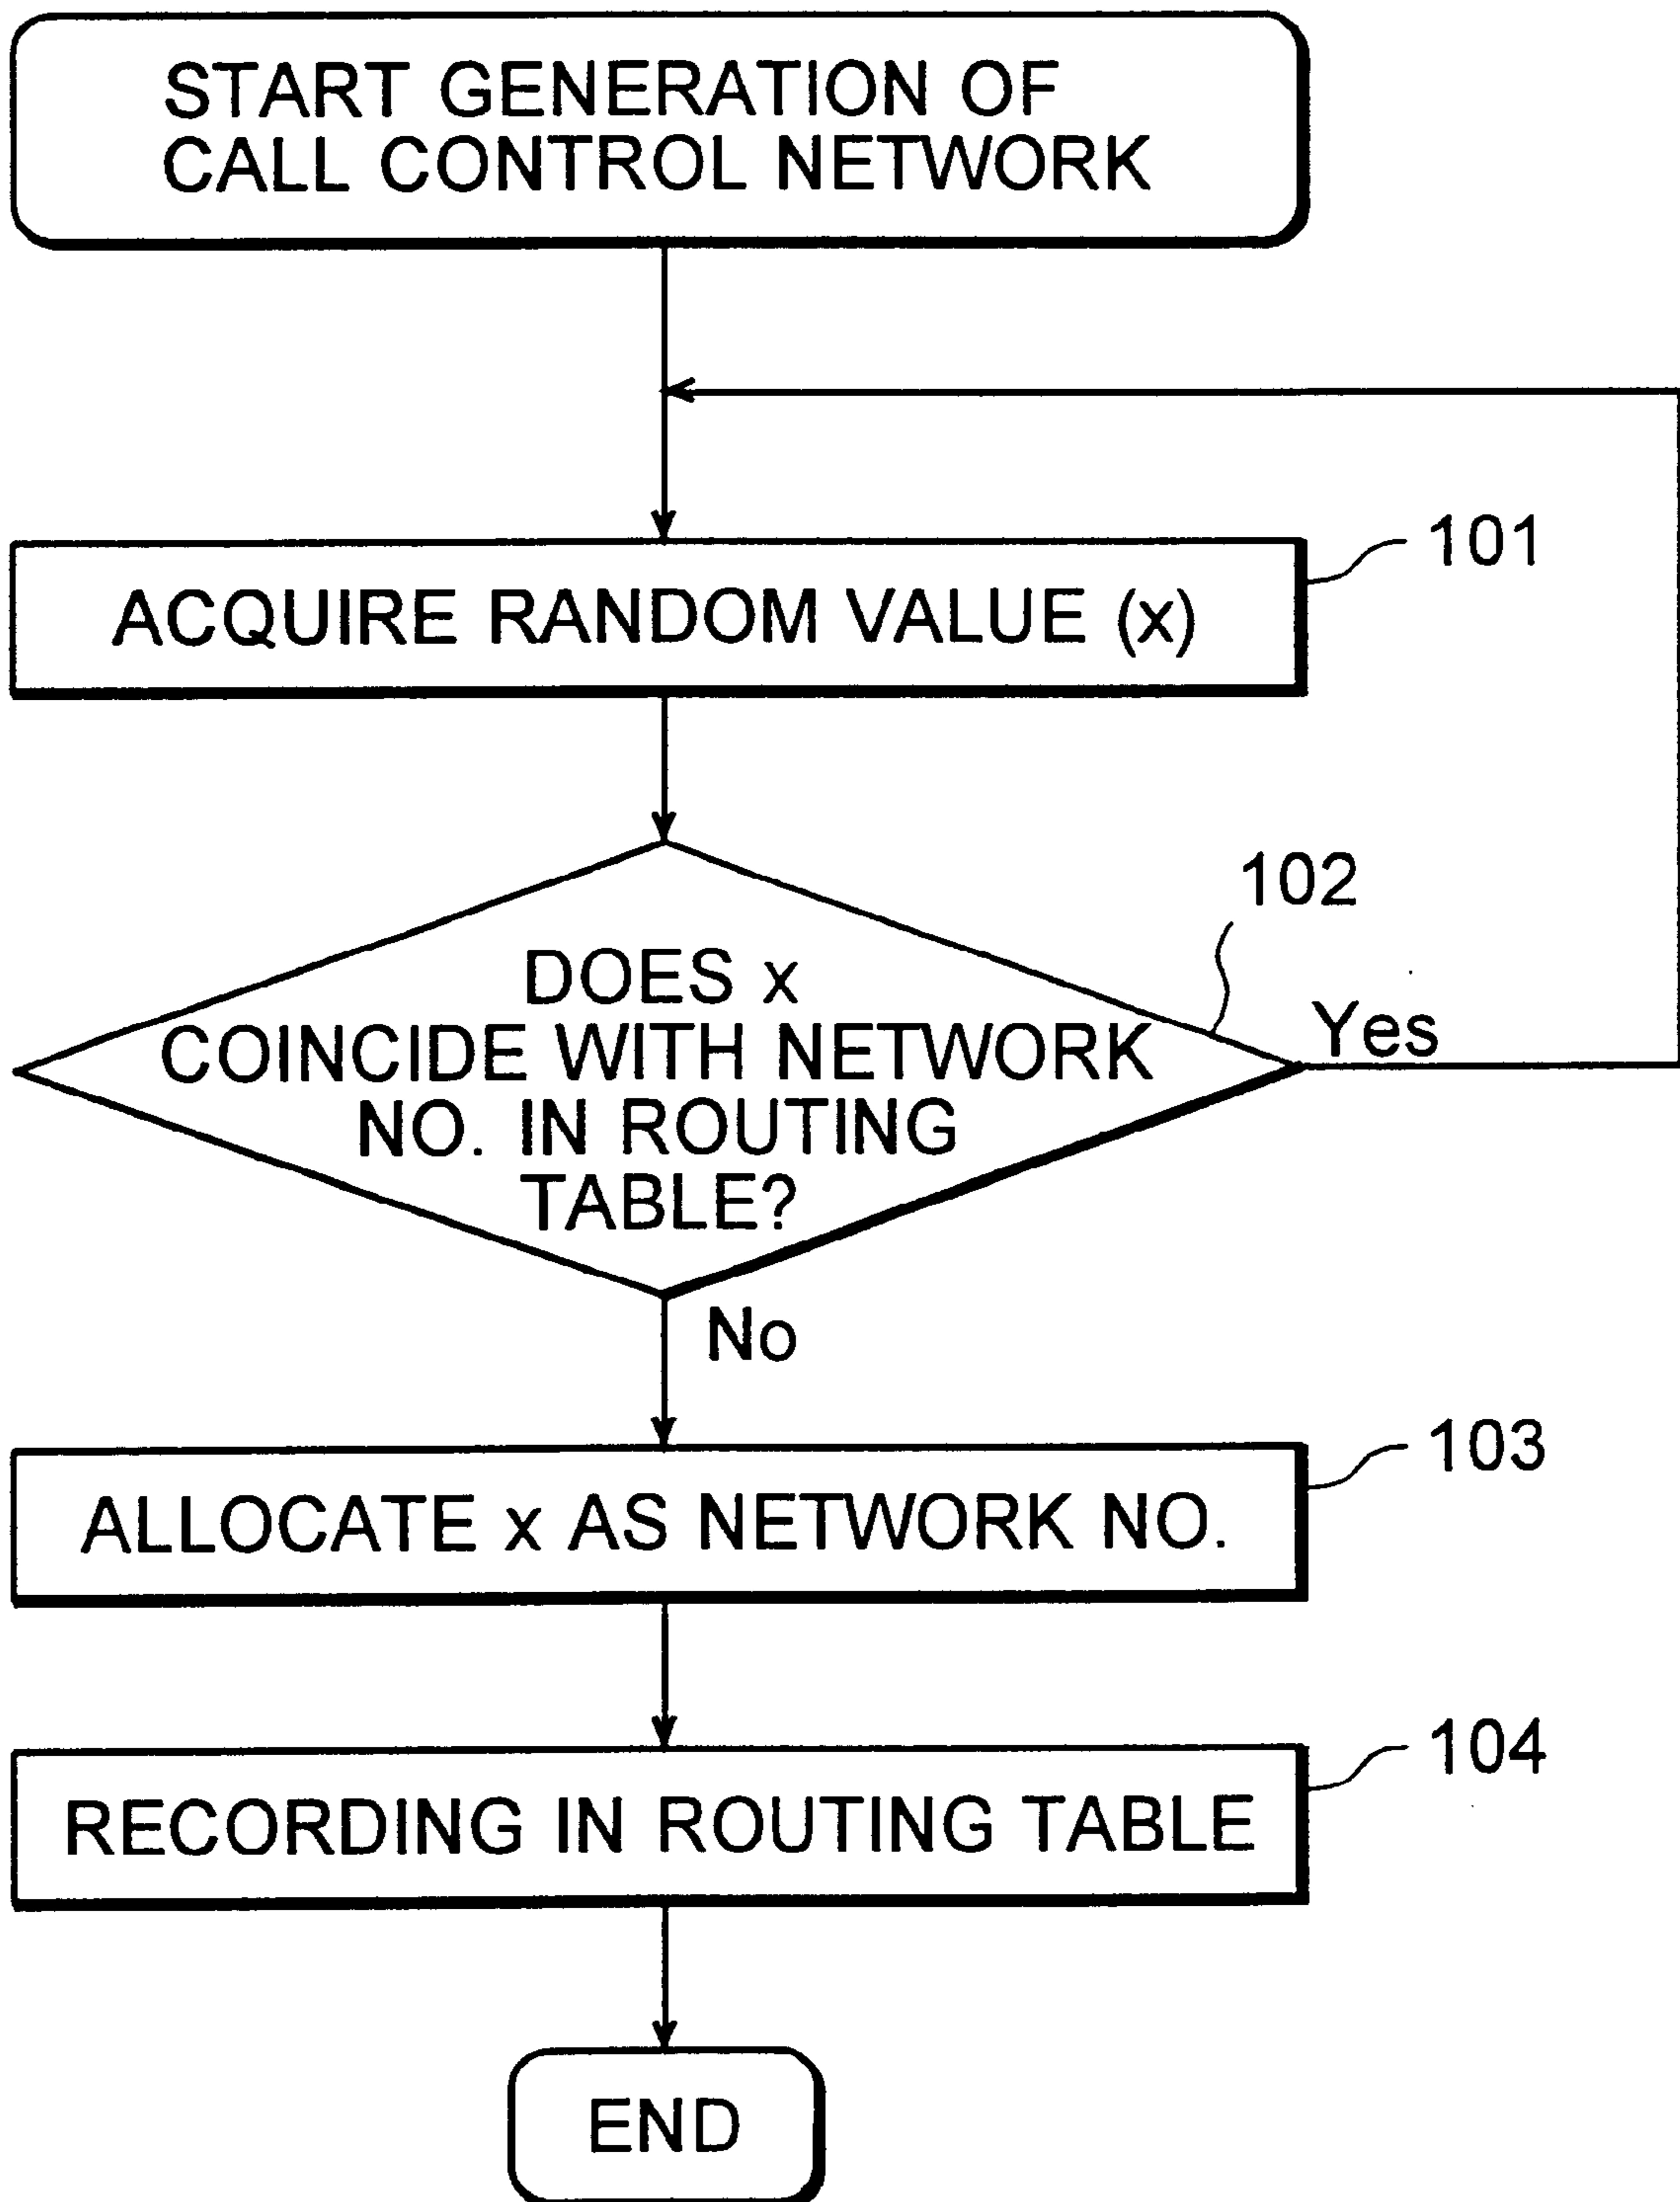 START GENERATION OF
CALL CONTROL NETWORK
101
ACQUIRE RANDOM VALUE (x)
102
DOES x
COINCIDE WITH NETWORK
NO. IN ROUTING
TABLE?
Yes
No
103
ALLOCATE x AS NETWORK NO.
104
RECORDING IN ROUTING TABLE
END